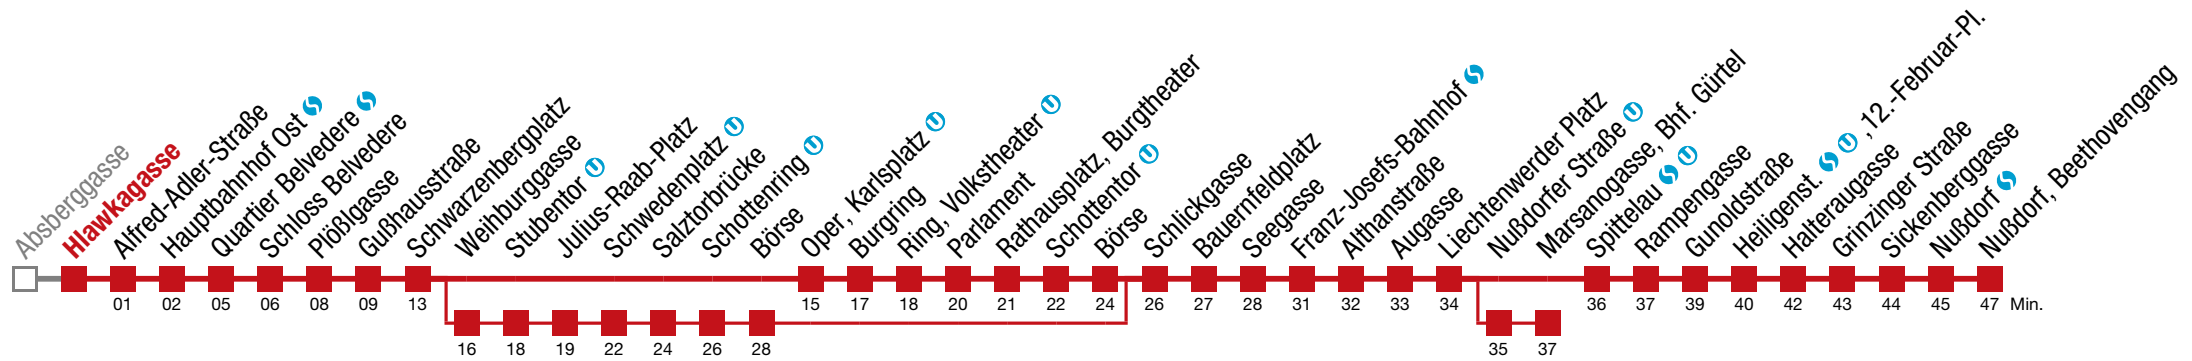 Absberggasse
Hlawkagasse
Alfred-Adler-Straße
Hauptbahnhof Ost
Quartier Belvedere
Schloss Belvedere
Plößlgasse
Gußhausstraße
Schwarzenbergplatz
Weihburggasse
Stubentor U
Julius-Raab-Platz
Schwedenplatz U
Salztorbrücke
Schottenring U
Börse
Oper, Karlsplatz U
Burgring
Ring, Volkstheater U
Parlament
Rathausplatz, Burgtheater
Schottentor U
Börse
Schlickgasse
Bauernfeldplatz
Seegasse
Franz-Josefs-Bahnhof
Althanstraße
Augasse
Liechtenwerder Platz
Nußdorfer Straße U
Marsanogasse, Bhf. Gürtel
Spittelau U
Rampengasse
Gunoldstraße
Heiligenst. U ,12.-Februar-Pl.
Halteraugasse
Grinzinger Straße
Sickenberggasse
Nußdorf
Nußdorf, Beethovengang
01 02 05 06 08 09 13 15 17 18 20 21 22 24 26 27 28 31 32 33 34 36 37 39 40 42 43 44 45 47 Min.
16 18 19 22 24 26 28 35 37